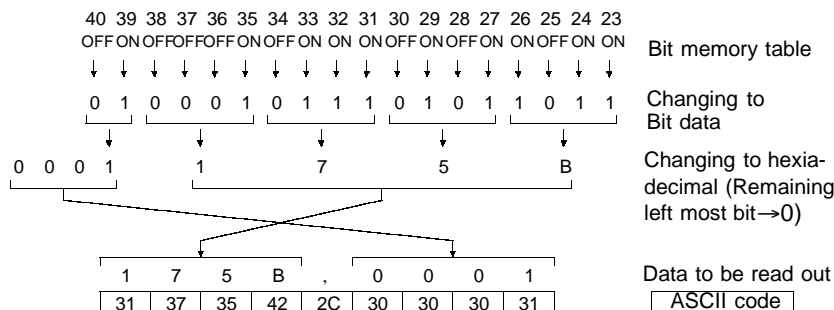 40 39 38 37 36 35 34 33 32 31 30 29 28 27 26 25 24 23
OFF ON OFF OFF OFF ON OFF ON ON ON OFF ON OFF ON ON OFF ON ON
Bit memory table
0 1 0 0 0 1 0 1 1 1 0 1 0 1 1 0 1 1
Changing to
Bit data
0 0 0 1 1 7 5 B
Changing to hexia-
decimal (Remaining
left most bit→0)
1 7 5 B , 0 0 0 1
Data to be read out
31 37 35 42 2C 30 30 30 31
ASCII code